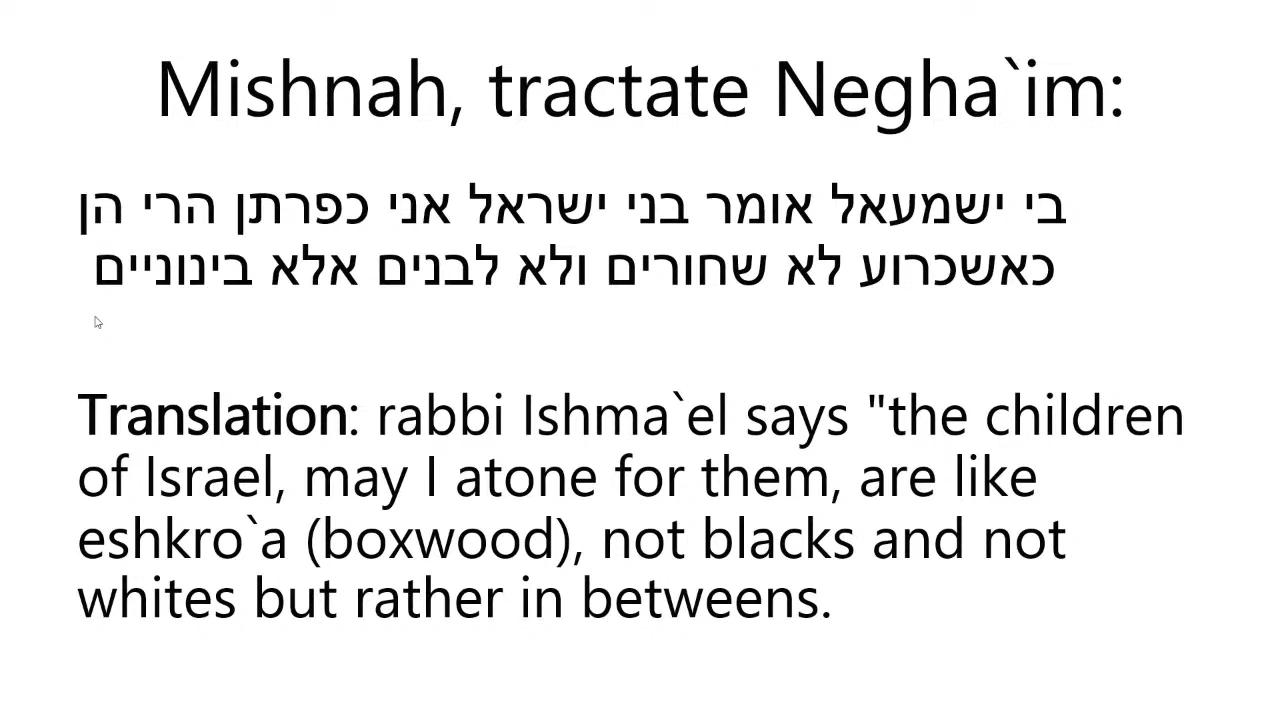 Mishnah, tractate Negha`im:
בי ישמעאל אומר בני ישראל אני כפרתן הרי הן
כאשכרוע לא שחורים ולא לבנים אלא בינוניים
Translation: rabbi Ishma`el says "the children
of Israel, may I atone for them, are like
eshkro`a (boxwood), not blacks and not
whites but rather in betweens.